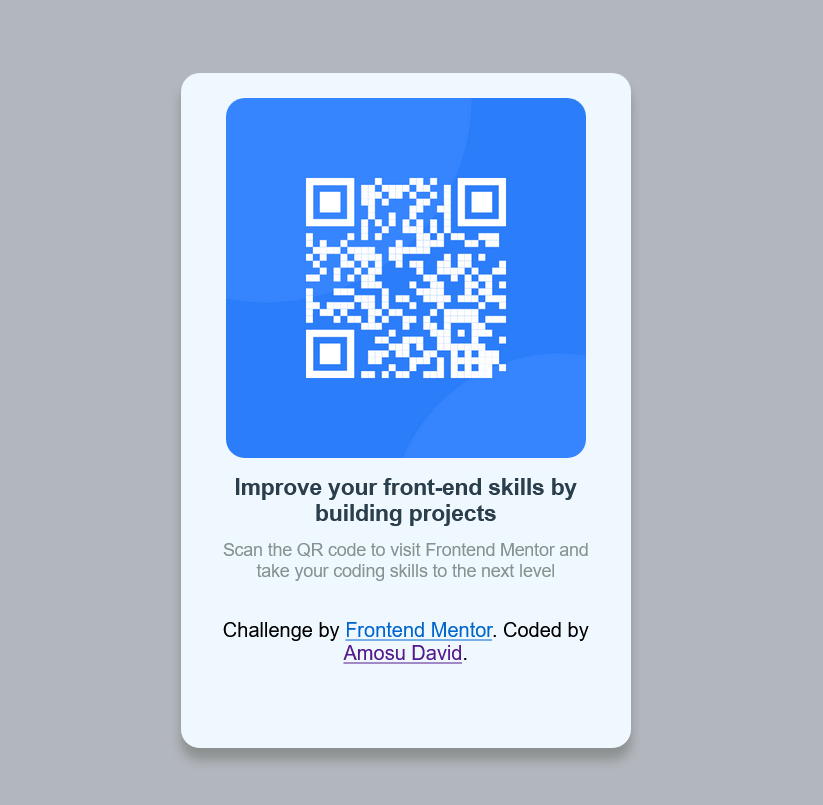 Improve your front-end skills by
building projects
Scan the QR code to visit Frontend Mentor and
take your coding skills to the next level
Challenge by Frontend Mentor. Coded by
Amosu David.